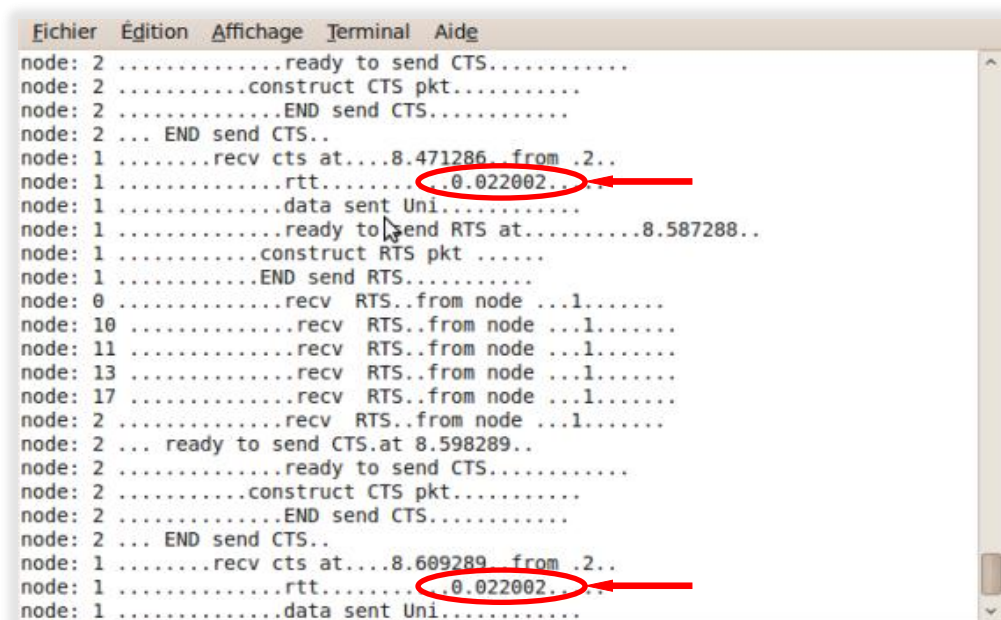 Fichier Édition Affichage Terminal Aide
node: 2 ..............ready to send CTS............
node: 2 ...........construct CTS pkt...........
node: 2 ..............END send CTS............
node: 2 ... END send CTS..
node: 1 ........recv cts at....8.471286..from .2..
node: 1 ..............rtt...........0.022002.....
node: 1 ..............data sent Uni............
node: 1 ..............ready to send RTS at..........8.587288..
node: 1 ............construct RTS pkt ......
node: 1 ............END send RTS...........
node: 0 ..............recv  RTS..from node ...1.......
node: 10 ..............recv  RTS..from node ...1.......
node: 11 ..............recv  RTS..from node ...1.......
node: 13 ..............recv  RTS..from node ...1.......
node: 17 ..............recv  RTS..from node ...1.......
node: 2 ..............recv  RTS..from node ...1.......
node: 2 ... ready to send CTS.at 8.598289..
node: 2 ..............ready to send CTS............
node: 2 ...........construct CTS pkt...........
node: 2 ..............END send CTS............
node: 2 ... END send CTS..
node: 1 ........recv cts at....8.609289..from .2..
node: 1 ..............rtt...........0.022002.....
node: 1 ..............data sent Uni............